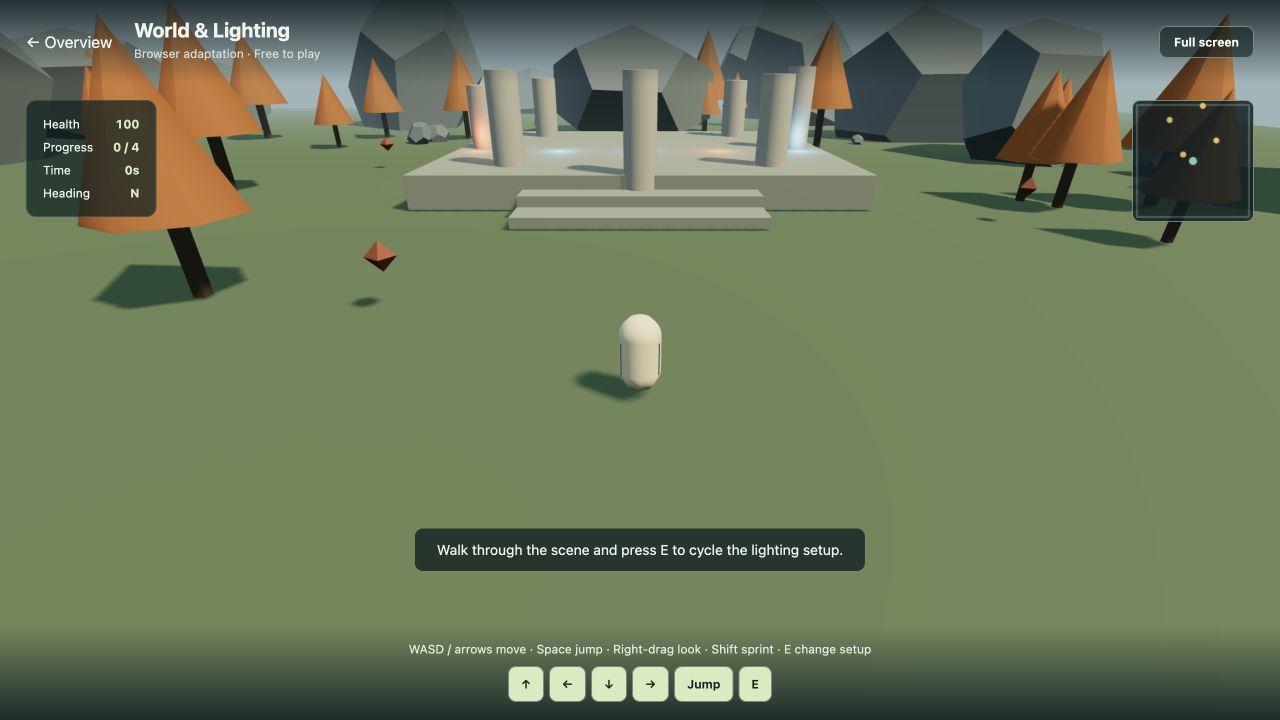 ← Overview
World & Lighting
Browser adaptation · Free to play
Full screen
Health 100
Progress 0 / 4
Time 0s
Heading N
Walk through the scene and press E to cycle the lighting setup.
WASD / arrows move · Space jump · Right-drag look · Shift sprint · E change setup
↑ ← ↓ → Jump E